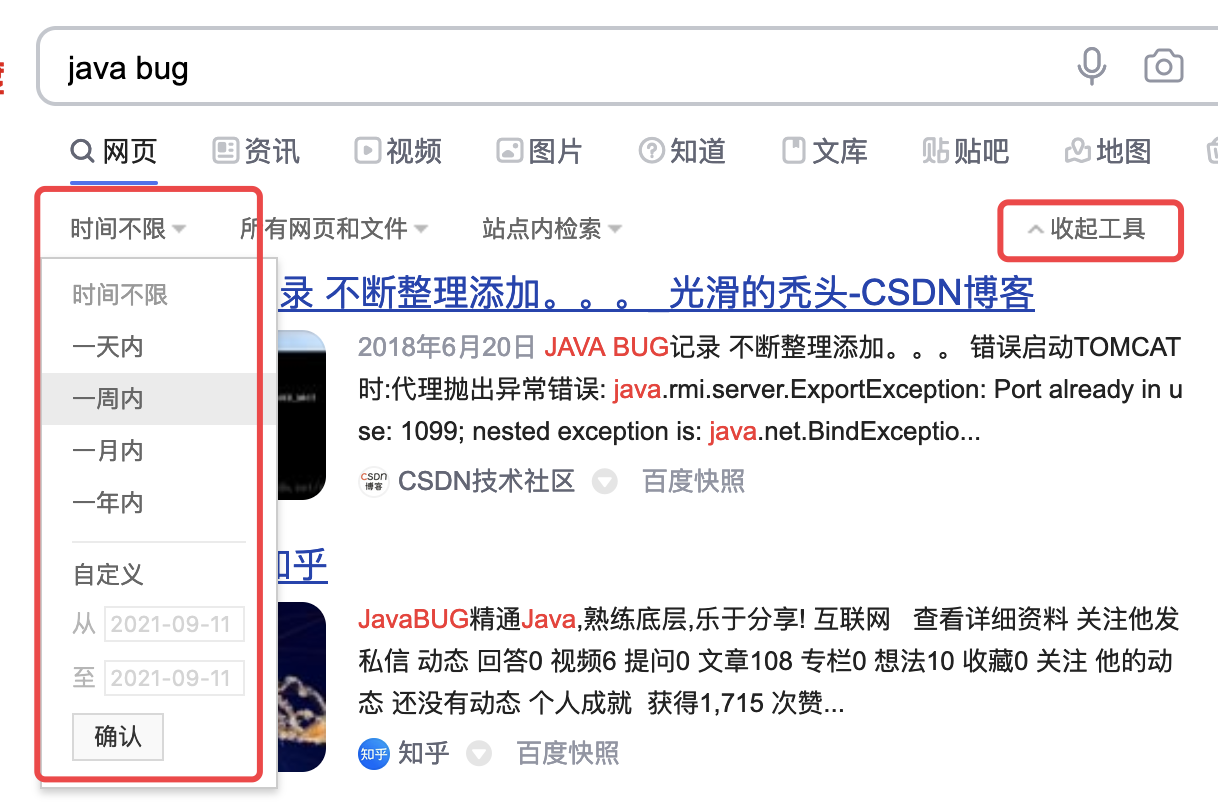 java bug
网页 资讯 视频 图片 知道 文库 贴吧 地图
时间不限 所有网页和文件 站点内检索 收起工具
时间不限
一天内
一周内
一月内
一年内
自定义
从 2021-09-11
至 2021-09-11
确认
录 不断整理添加。。。 光滑的秃头-CSDN博客
2018年6月20日 JAVA BUG记录 不断整理添加。。。 错误启动TOMCAT
时:代理抛出异常错误: java.rmi.server.ExportException: Port already in u
se: 1099; nested exception is: java.net.BindExceptio...
CSDN博客 CSDN技术社区 百度快照
知乎
JavaBUG精通Java,熟练底层,乐于分享! 互联网 查看详细资料 关注他发
私信 动态 回答0 视频6 提问0 文章108 专栏0 想法10 收藏0 关注 他的动
态 还没有动态 个人成就 获得1,715 次赞...
知乎 知乎 百度快照